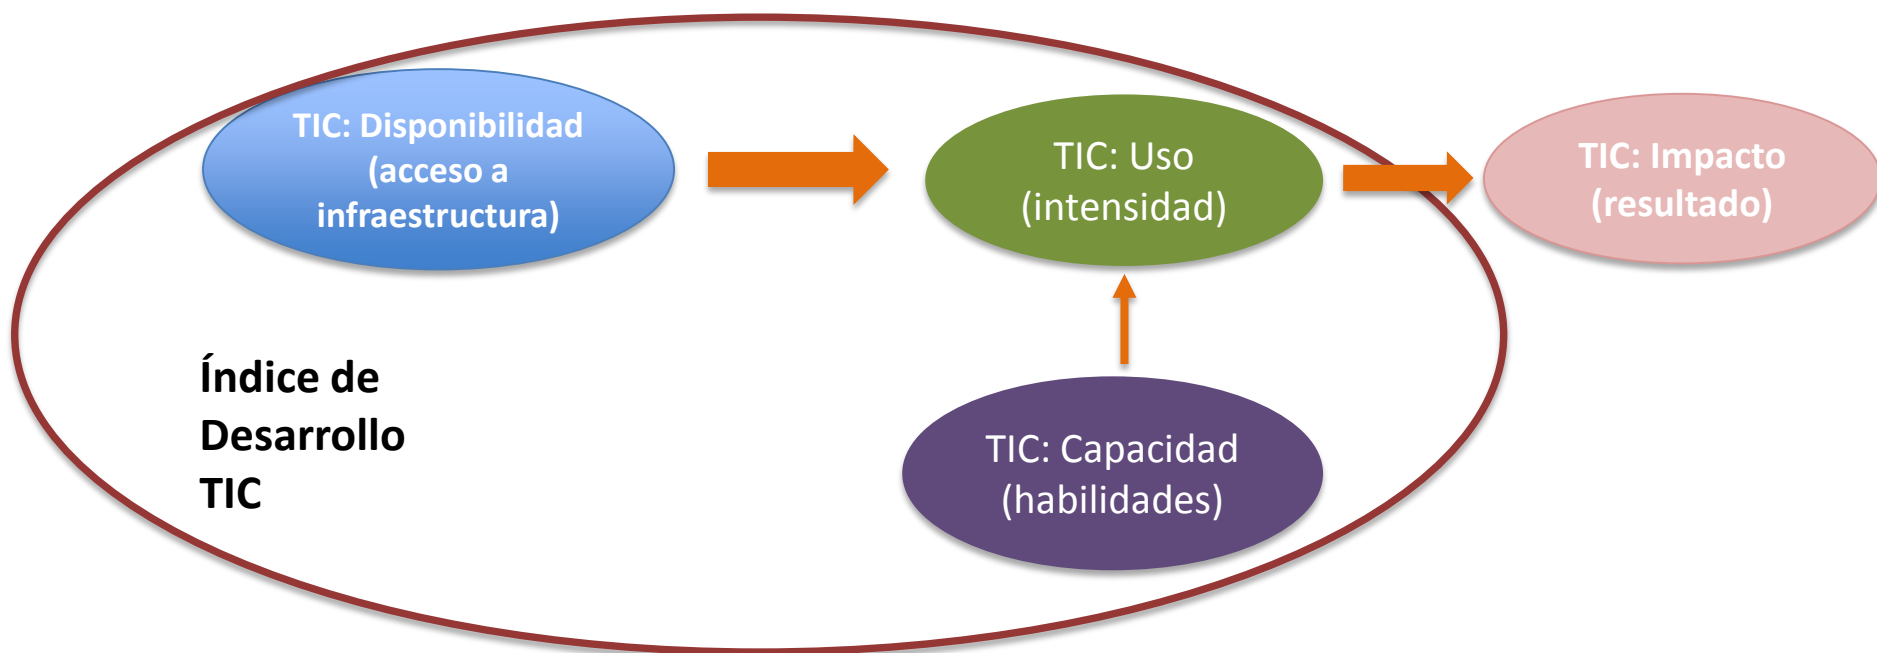 TIC: Disponibilidad
(acceso a
infraestructura)
TIC: Uso
(intensidad)
TIC: Impacto
(resultado)
Índice de
Desarrollo
TIC
TIC: Capacidad
(habilidades)